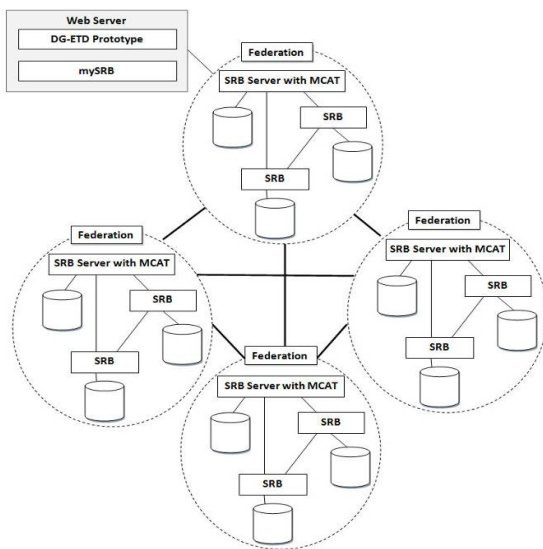 Web Server
DG-ETD Prototype
mySRB
Federation
SRB Server with MCAT
SRB
SRB
Federation
SRB Server with MCAT
SRB
SRB
Federation
SRB Server with MCAT
SRB
SRB
Federation
SRB Server with MCAT
SRB
SRB